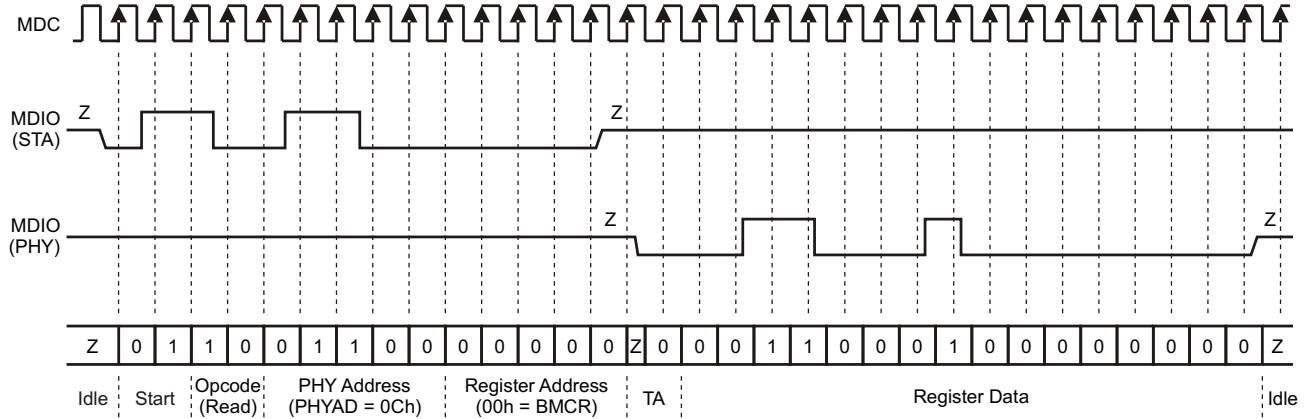 MDC
Z
Z
MDIO
(STA)
Z
Z
MDIO
(PHY)
Z 0 1 1 0 0 1 1 0 0 0 0 0 0 0 Z 0 0 0 1 1 0 0 0 1 0 0 0 0 0 0 0 0 Z
Idle Start Opcode (Read) PHY Address (PHYAD = 0Ch) Register Address (00h = BMCR) TA Register Data Idle